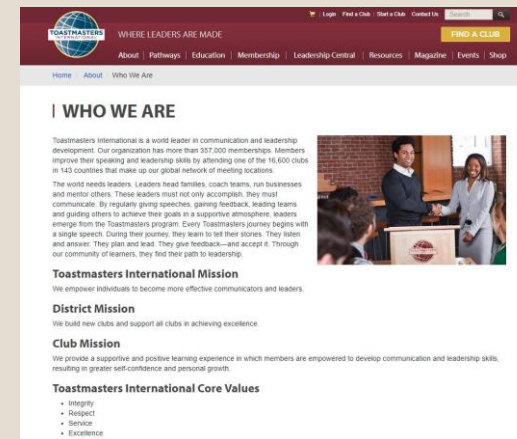 Login Find a Club Start a Club Contact Us Search
TOASTMASTERS
INTERNATIONAL
WHERE LEADERS ARE MADE
FIND A CLUB
About | Pathways | Education | Membership | Leadership Central | Resources | Magazine | Events | Shop
Home About Who We Are
WHO WE ARE
Toastmasters International is a world leader in communication and leadership
development. Our organization has more than 357,000 memberships. Members
improve their speaking and leadership skills by attending one of the 16,600 clubs
in 143 countries that make up our global network of meeting locations.
The world needs leaders. Leaders head families, coach teams, run businesses
and mentor others. These leaders must not only accomplish, they must
communicate. By regularly giving speeches, gaining feedback, leading teams
and guiding others to achieve their goals in a supportive atmosphere, leaders
emerge from the Toastmasters program. Every Toastmasters journey begins with
a single speech. During their journey, they learn to tell their stories. They listen
and answer. They plan and lead. They give feedback—and accept it. Through
our community of learners, they find their path to leadership.
Toastmasters International Mission
We empower individuals to become more effective communicators and leaders.
District Mission
We build new clubs and support all clubs in achieving excellence.
Club Mission
We provide a supportive and positive learning experience in which members are empowered to develop communication and leadership skills,
resulting in greater self-confidence and personal growth.
Toastmasters International Core Values
• Integrity
• Respect
• Service
• Excellence